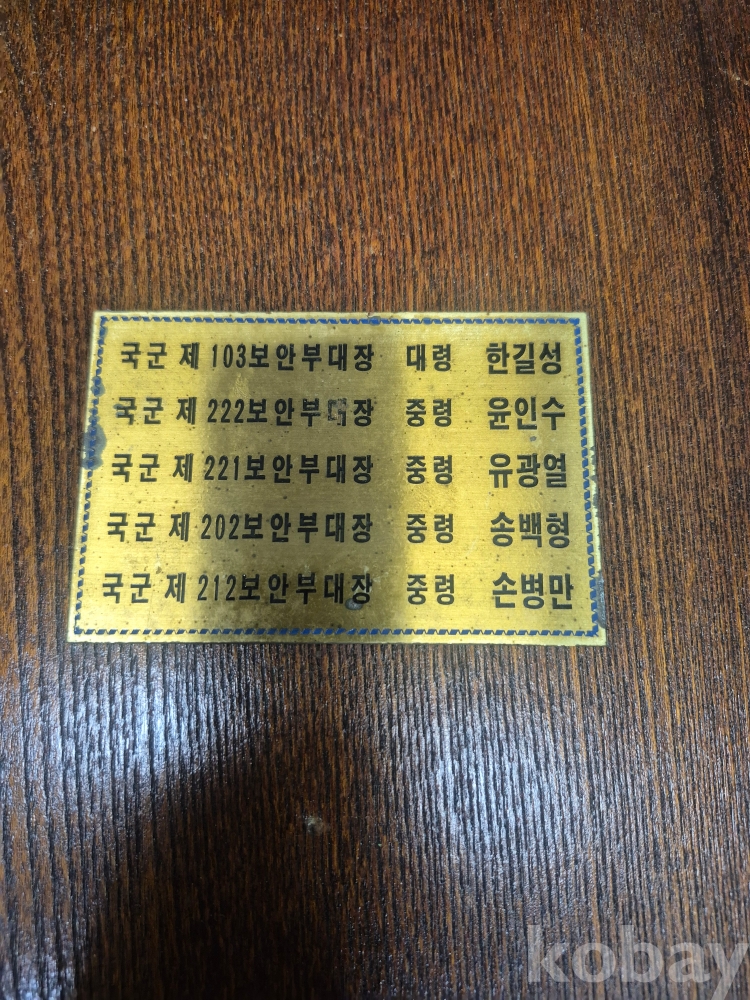 국군 제 103보안부대장 대령 한길성
국군 제 222보안부대장 중령 윤인수
국군 제 221보안부대장 중령 유광열
국군 제 202보안부대장 중령 송백형
국군 제 212보안부대장 중령 손병만
kobay